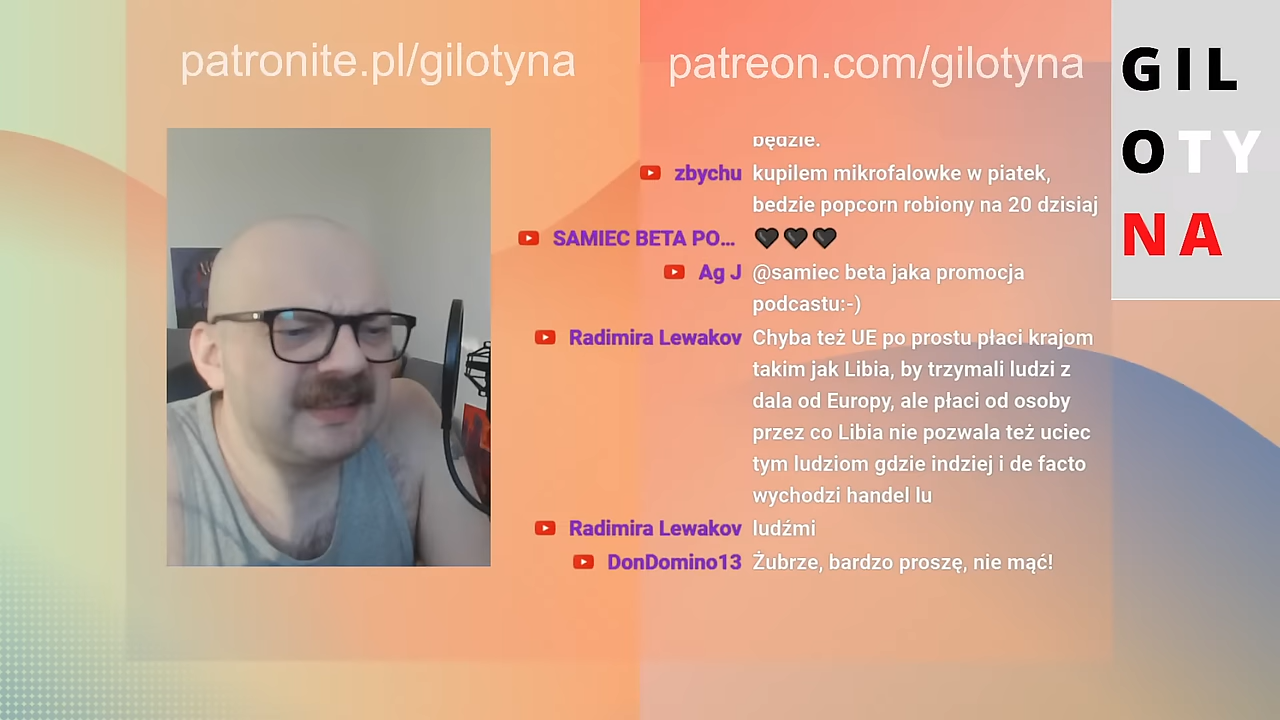 patronite.pl/gilotyna
patreon.com/gilotyna
GIL
OTY
NA
będzie.
zbychu kupilem mikrofalowke w piatek,
bedzie popcorn robiony na 20 dzisiaj
SAMIEC BETA PO... 🖤🖤🖤
Ag J @samiec beta jaka promocja
podcastu:-)
Radimira Lewakov Chyba też UE po prostu płaci krajom
takim jak Libia, by trzymali ludzi z
dala od Europy, ale płaci od osoby
przez co Libia nie pozwala też uciec
tym ludziom gdzie indziej i de facto
wychodzi handel lu
Radimira Lewakov ludźmi
DonDomino13 Żubrze, bardzo proszę, nie mąć!